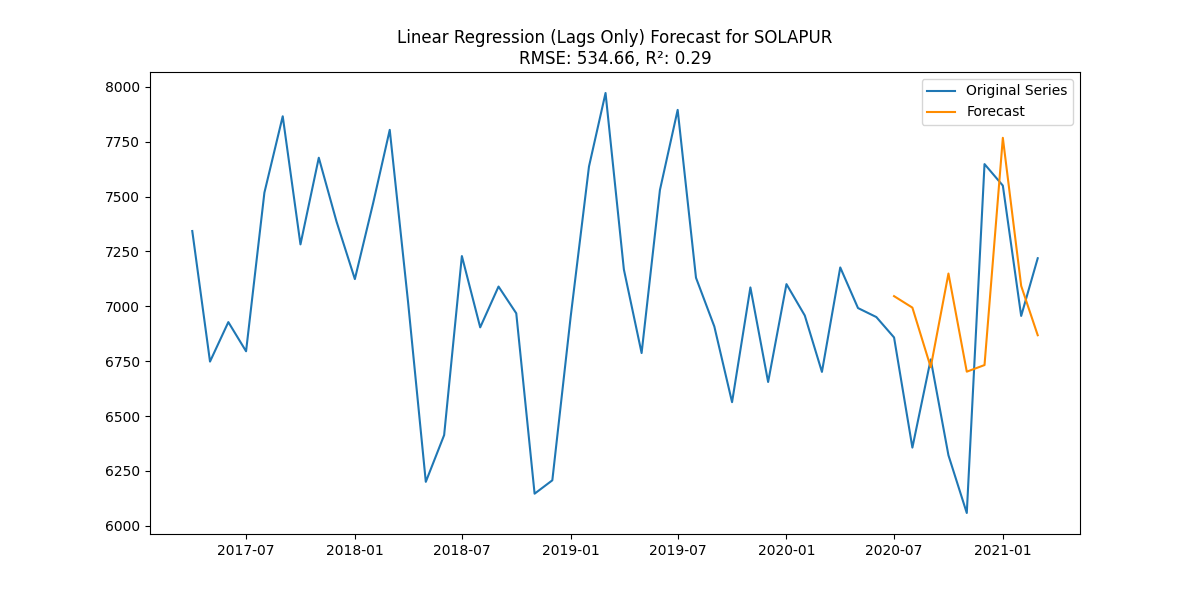 Linear Regression (Lags Only) Forecast for SOLAPUR
RMSE: 534.66, R²: 0.29
Original Series
Forecast
8000
7750
7500
7250
7000
6750
6500
6250
6000
2017-07 2018-01 2018-07 2019-01 2019-07 2020-01 2020-07 2021-01